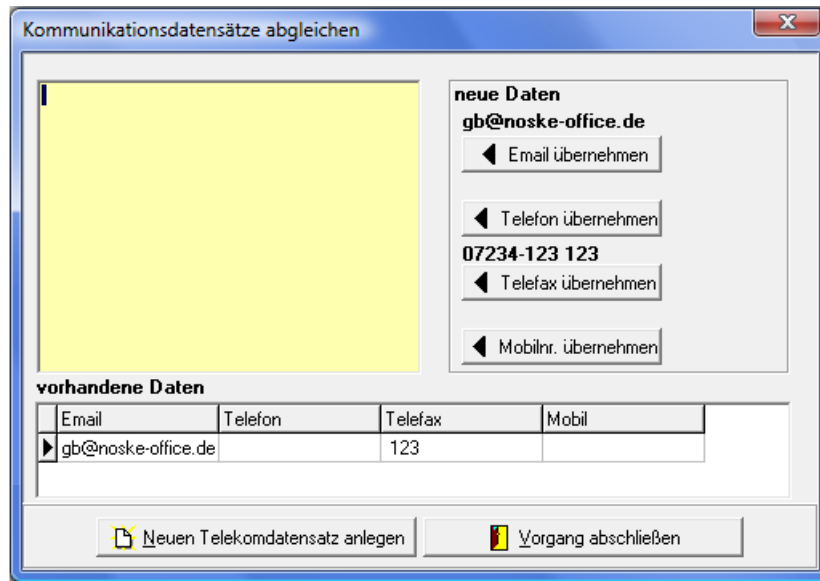 Kommunikationsdatensätze abgleichen
neue Daten
gb@noske-office.de
Email übernehmen
Telefon übernehmen
07234-123 123
Telefax übernehmen
Mobilnr. übernehmen
vorhandene Daten
Email Telefon Telefax Mobil
gb@noske-office.de 123
Neuen Telekomdatensatz anlegen Vorgang abschließen